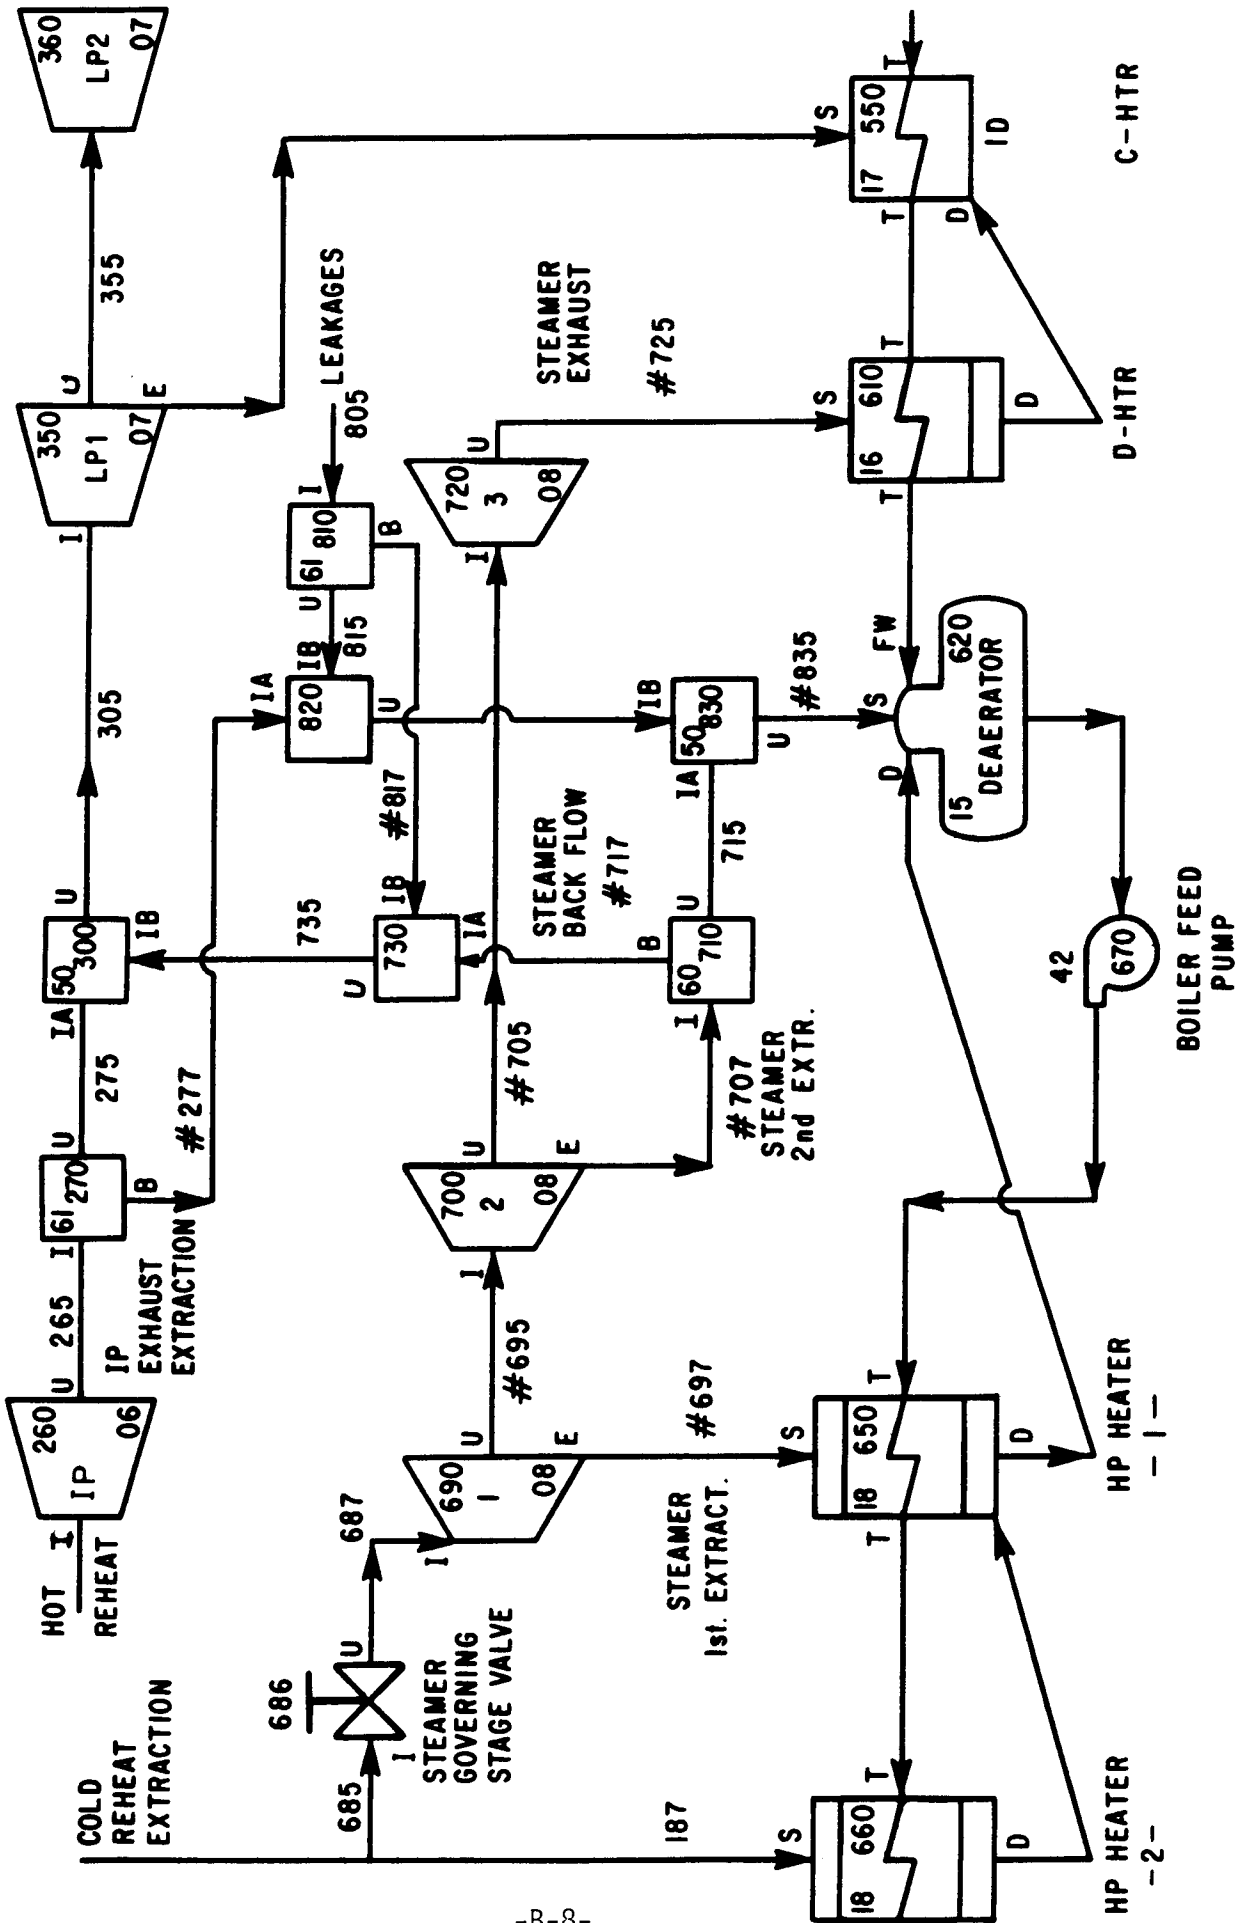 HOT
REHEAT
I
260
IP
06
U
265
IP
EXHAUST
EXTRACTION
I
61
270
U
B
275
#277
IA
50
300
U
IB
305
I
350
LP1
07
U
E
355
360
LP2
07
COLD
REHEAT
EXTRACTION
685
686
I
U
STEAMER
GOVERNING
STAGE VALVE
687
I
690
1
08
U
E
#695
I
700
2
08
U
E
#705
735
U
730
IB
IA
#817
IA
820
IB
U
815
U
61
810
I
B
LEAKAGES
805
I
720
3
08
U
STEAMER
EXHAUST
#725
187
STEAMER
1st. EXTRACT.
#697
#707
STEAMER
2nd EXTR.
I
60
710
B
U
STEAMER
BACK FLOW
#717
715
IA
50
830
IB
U
#835
S
18
660
T
D
HP HEATER
-2-
T
S
18
650
T
D
HP HEATER
-1-
42
670
BOILER FEED
PUMP
D
S
FW
15
620
DEAERATOR
T
S
16
610
T
D
D-HTR
T
S
17
550
T
D
1D
C-HTR
-B-8-